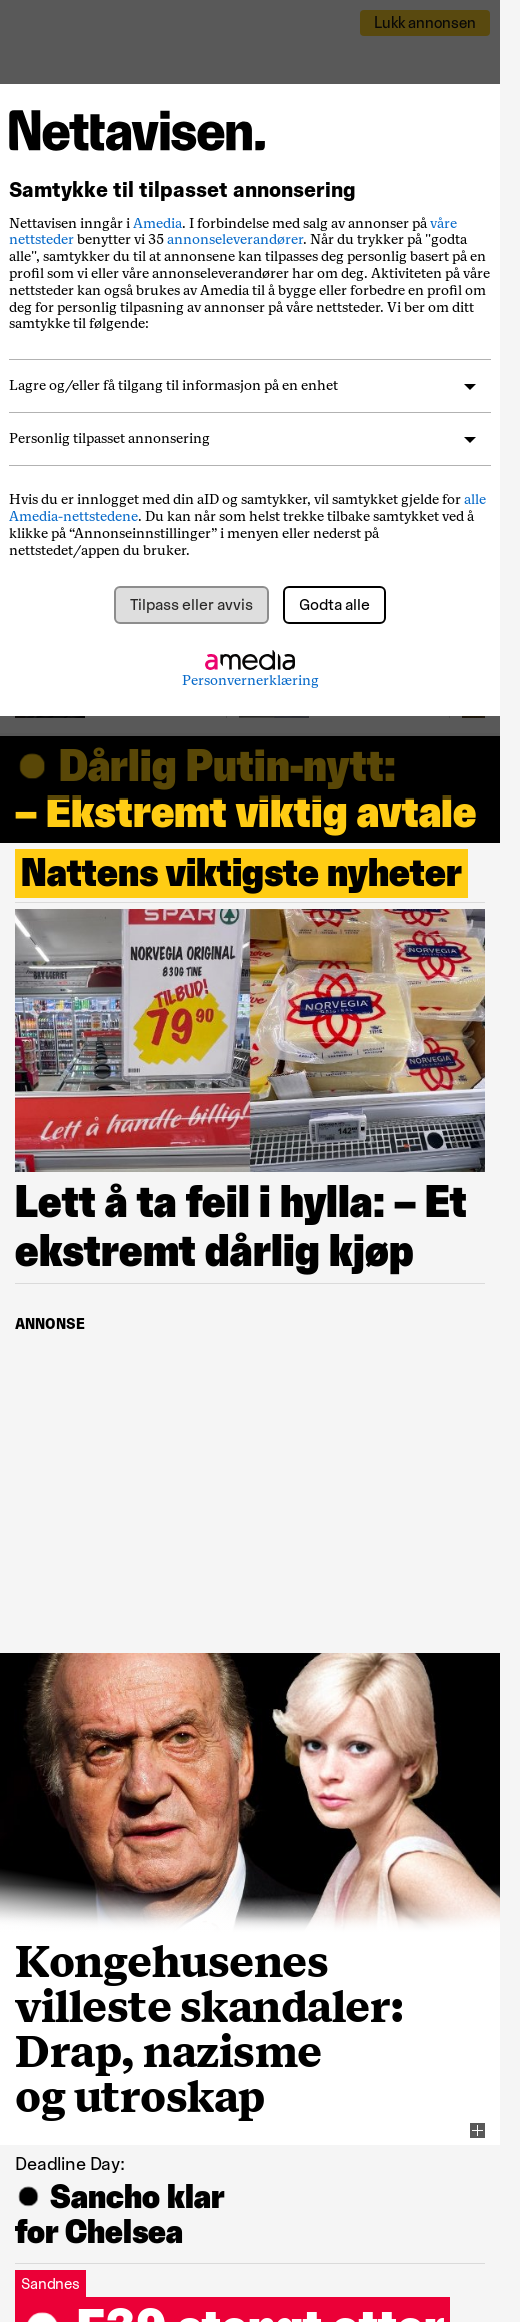 Lukk annonsen
Nettavisen.
Samtykke til tilpasset annonsering
Nettavisen inngår i Amedia. I forbindelse med salg av annonser på våre
nettsteder benytter vi 35 annonseleverandører. Når du trykker på "godta
alle", samtykker du til at annonsene kan tilpasses deg personlig basert på en
profil som vi eller våre annonseleverandører har om deg. Aktiviteten på våre
nettsteder kan også brukes av Amedia til å bygge eller forbedre en profil om
deg for personlig tilpasning av annonser på våre nettsteder. Vi ber om ditt
samtykke til følgende:
Lagre og/eller få tilgang til informasjon på en enhet
Personlig tilpasset annonsering
Hvis du er innlogget med din aID og samtykker, vil samtykket gjelde for alle
Amedia-nettstedene. Du kan når som helst trekke tilbake samtykket ved å
klikke på “Annonseinnstillinger” i menyen eller nederst på
nettstedet/appen du bruker.
Tilpass eller avvis
Godta alle
amedia
Personvernerklæring
Dårlig Putin-nytt:
– Ekstremt viktig avtale
Nattens viktigste nyheter
SPAR
NORVEGIA ORIGINAL
830G TINE
TILBUD!
79 90
Lett å handle billig!
NORVEGIA
NORVEGIA
NORVEGIA
Lett å ta feil i hylla: – Et
ekstremt dårlig kjøp
ANNONSE
Kongehusenes
villeste skandaler:
Drap, nazisme
og utroskap
Deadline Day:
Sancho klar
for Chelsea
Sandnes
E39 stengt etter